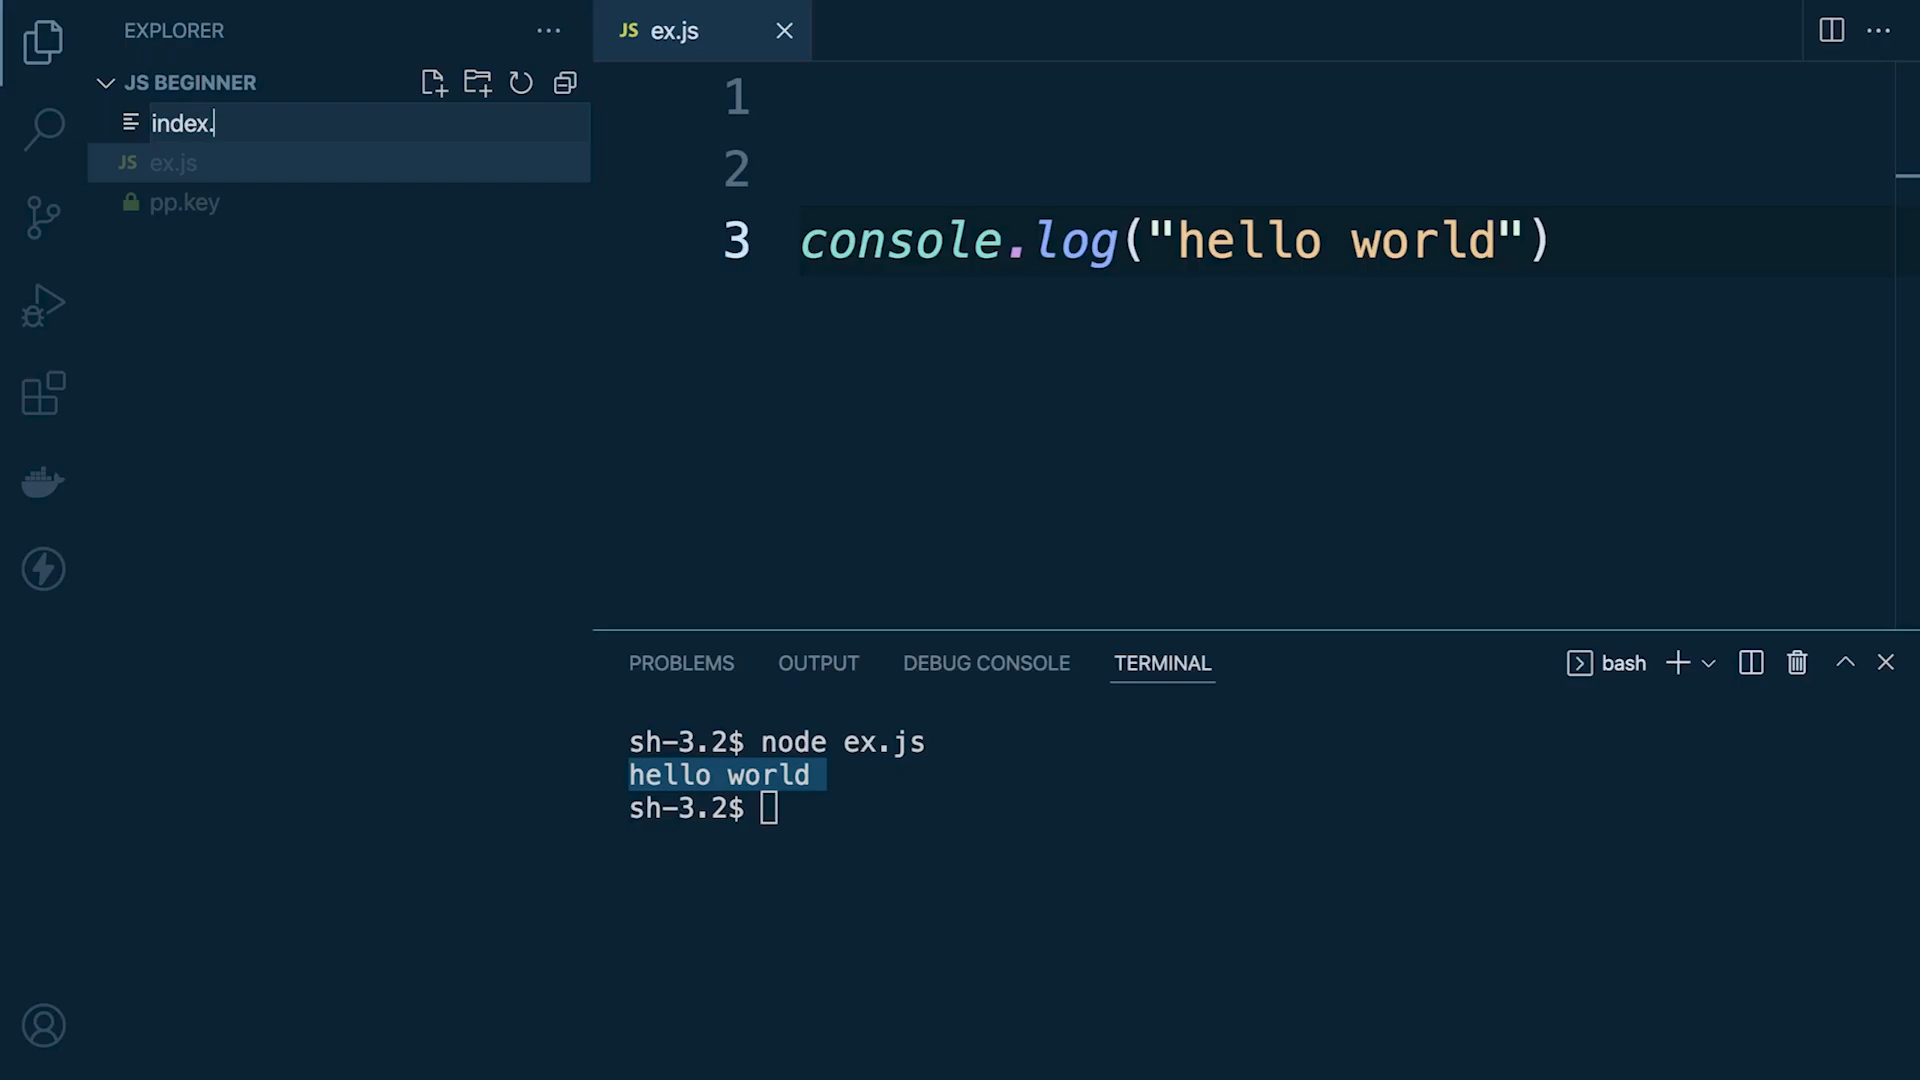 EXPLORER
JS BEGINNER
index.
JS ex.js
pp.key
JS ex.js
1
2
3 console.log("hello world")
PROBLEMS OUTPUT DEBUG CONSOLE TERMINAL
bash
sh-3.2$ node ex.js
hello world
sh-3.2$